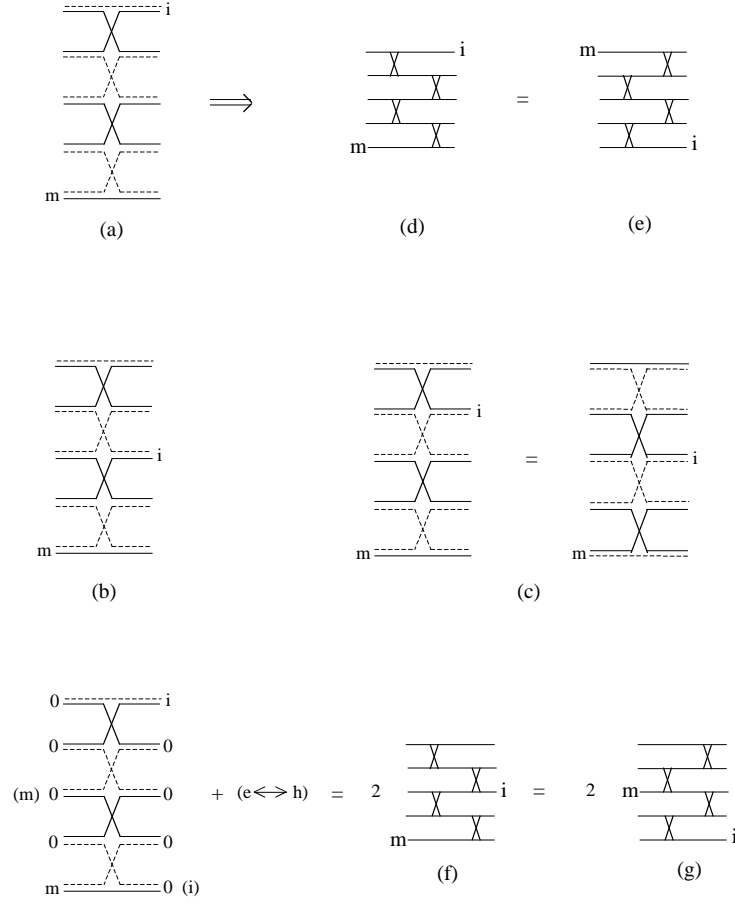 i
m
=
m
i
m
(a)
(d)
(e)
i
i
=
i
m
m
m
(b)
(c)
0 i
0 0
(m) 0 0 + (e ⟷ h) = 2 i = 2 m
0 0
m 0 (i) m i
(f) (g)